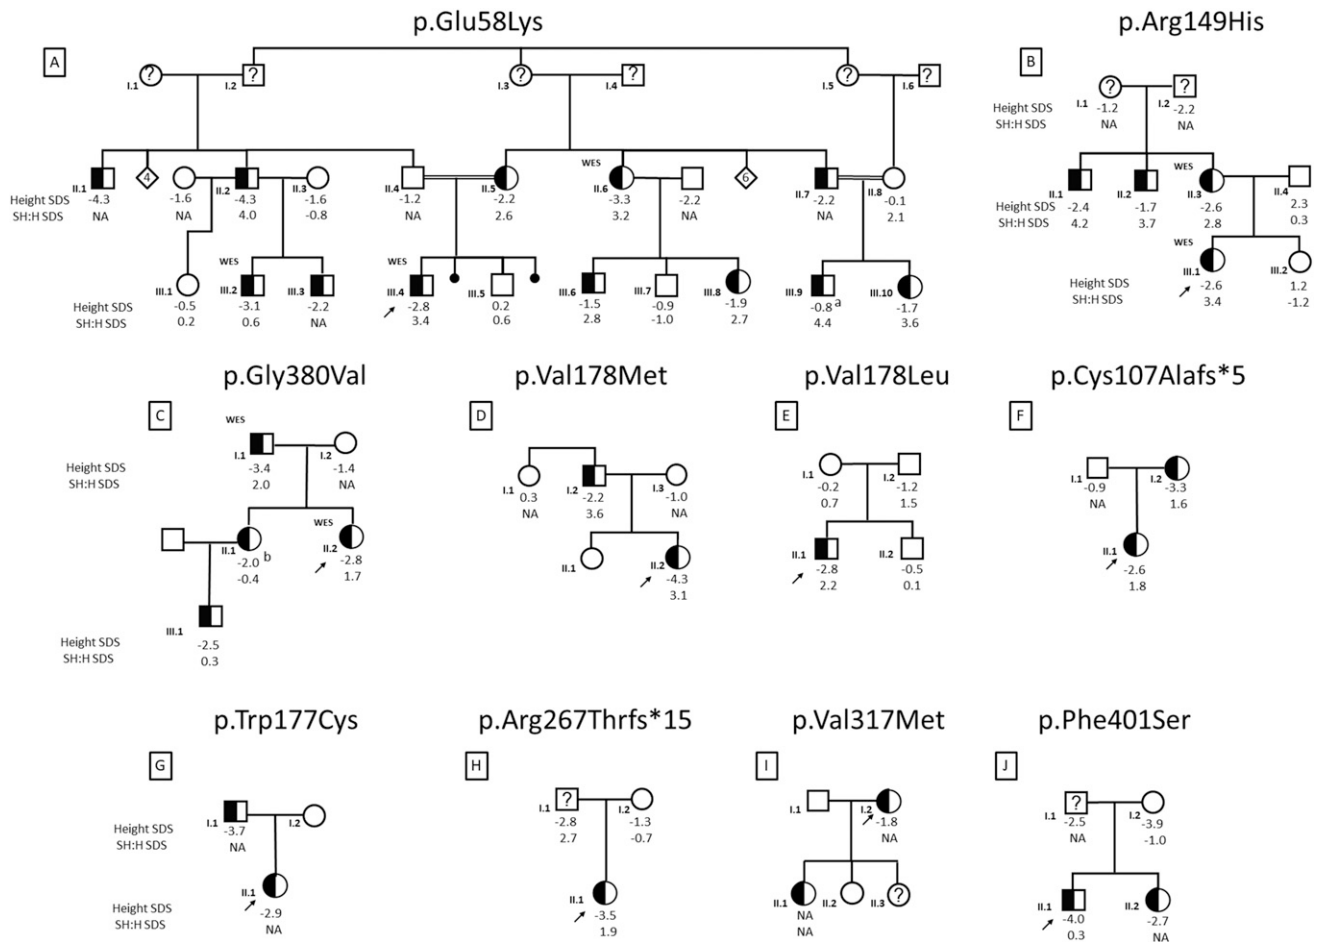 p.Glu58Lys
p.Arg149His
A
B
I.1 ? I.2 ? I.3 ? I.4 ? I.5 ? I.6 ?
Height SDS I.1 ? -1.2 I.2 ? -2.2
SH:H SDS NA NA
WES WES
II.1 4 II.2 II.3 II.4 II.5 II.6 6 II.7 II.8
Height SDS -4.3 -1.6 -4.3 -1.6 -1.2 -2.2 -3.3 -2.2 -2.2 -0.1
SH:H SDS NA NA 4.0 -0.8 NA 2.6 3.2 NA NA 2.1
II.1 II.2 II.3 II.4
Height SDS -2.4 -1.7 -2.6 2.3
SH:H SDS 4.2 3.7 2.8 0.3
WES WES WES
III.1 III.2 III.3 III.4 III.5 III.6 III.7 III.8 III.9 a III.10
Height SDS -0.5 -3.1 -2.2 -2.8 0.2 -1.5 -0.9 -1.9 -0.8 -1.7
SH:H SDS 0.2 0.6 NA 3.4 0.6 2.8 -1.0 2.7 4.4 3.6
III.1 III.2
Height SDS -2.6 1.2
SH:H SDS 3.4 -1.2
p.Gly380Val
p.Val178Met
p.Val178Leu
p.Cys107Alafs*5
C
D
E
F
WES
I.1 I.2
Height SDS -3.4 -1.4
SH:H SDS 2.0 NA
WES
II.1 b II.2
-2.0 -2.8
-0.4 1.7
III.1
Height SDS -2.5
SH:H SDS 0.3
I.1 I.2 I.3
0.3 -2.2 -1.0
NA 3.6 NA
II.1 II.2
-4.3
3.1
I.1 I.2
-0.2 -1.2
0.7 1.5
II.1 II.2
-2.8 -0.5
2.2 0.1
I.1 I.2
-0.9 -3.3
NA 1.6
II.1
-2.6
1.8
p.Trp177Cys
p.Arg267Thrfs*15
p.Val317Met
p.Phe401Ser
G
H
I
J
I.1 I.2
Height SDS -3.7
SH:H SDS NA
II.1
Height SDS -2.9
SH:H SDS NA
I.1 ? I.2
-2.8 -1.3
2.7 -0.7
II.1
-3.5
1.9
I.1 I.2
-1.8
NA
II.1 II.2 II.3 ?
NA
NA
I.1 ? I.2
-2.5 -3.9
NA -1.0
II.1 II.2
-4.0 -2.7
0.3 NA